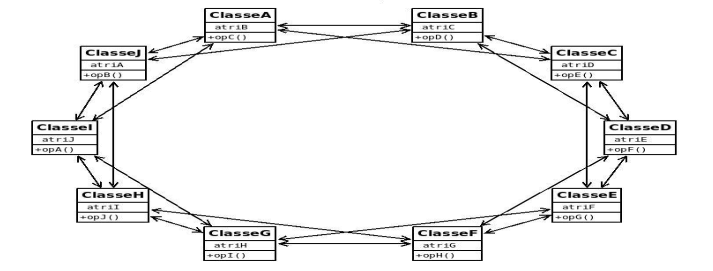 ClasseA
atriB
+opC()
ClasseB
atriC
+opD()
ClasseJ
atriA
+opB()
ClasseC
atriD
+opE()
ClasseI
atriJ
+opA()
ClasseD
atriE
+opF()
ClasseH
atriI
+opJ()
ClasseE
atriF
+opG()
ClasseG
atriH
+opI()
ClasseF
atriG
+opH()